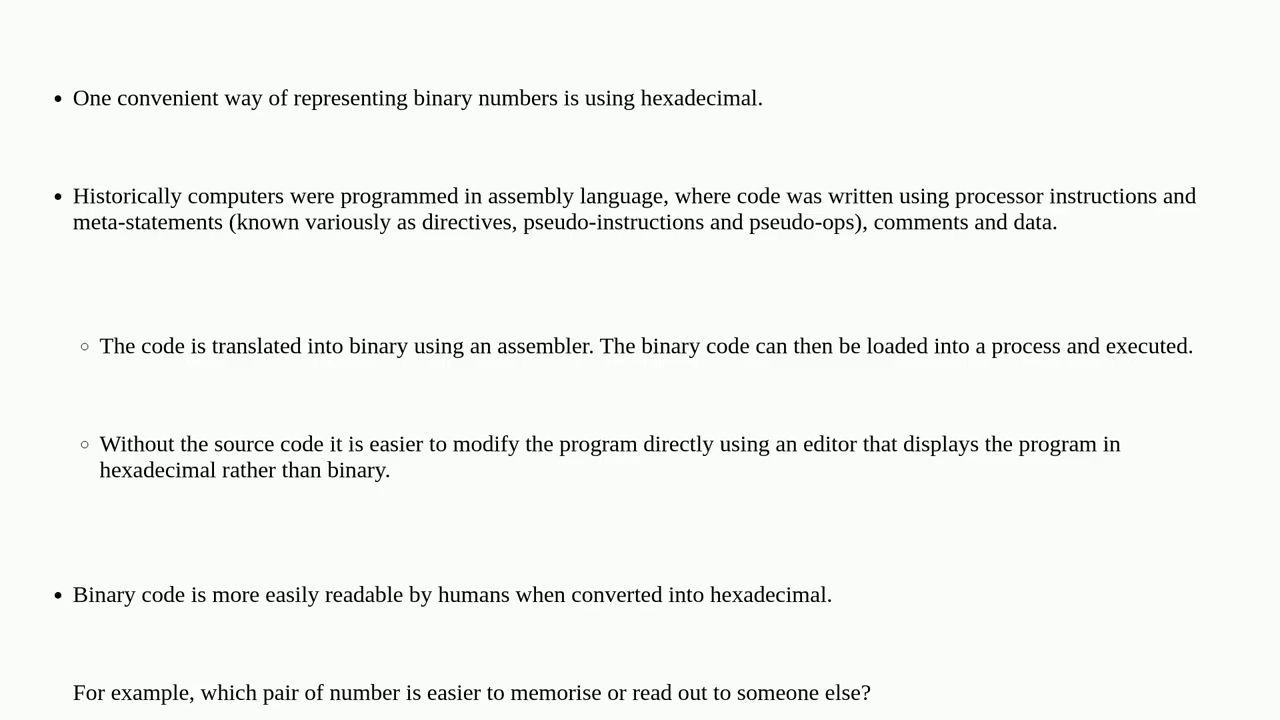 • One convenient way of representing binary numbers is using hexadecimal.
• Historically computers were programmed in assembly language, where code was written using processor instructions and
meta-statements (known variously as directives, pseudo-instructions and pseudo-ops), comments and data.
◦ The code is translated into binary using an assembler. The binary code can then be loaded into a process and executed.
◦ Without the source code it is easier to modify the program directly using an editor that displays the program in
hexadecimal rather than binary.
• Binary code is more easily readable by humans when converted into hexadecimal.
For example, which pair of number is easier to memorise or read out to someone else?